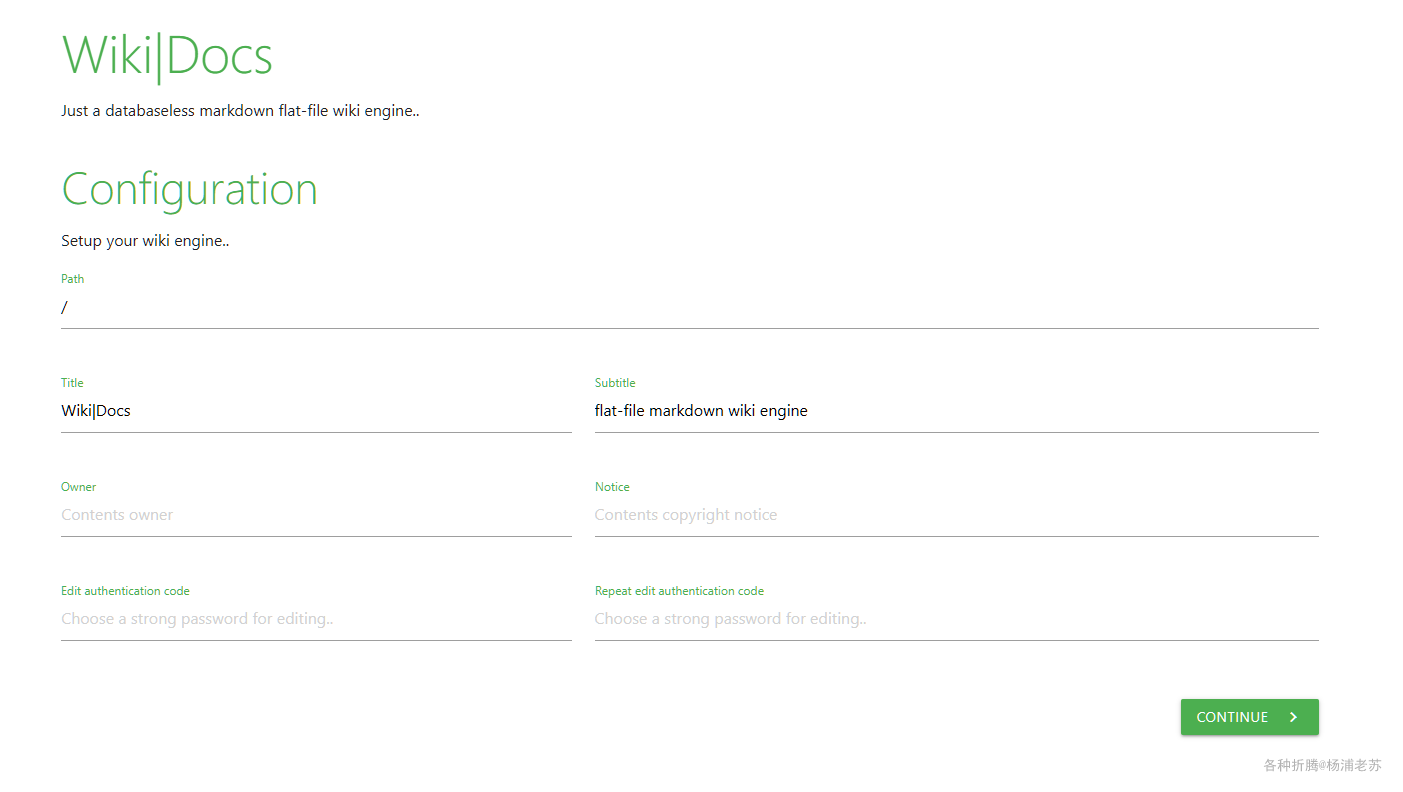 Wiki|Docs
Just a databaseless markdown flat-file wiki engine..
Configuration
Setup your wiki engine..
Path
/
Title
Subtitle
Wiki|Docs
flat-file markdown wiki engine
Owner
Notice
Contents owner
Contents copyright notice
Edit authentication code
Repeat edit authentication code
Choose a strong password for editing..
Choose a strong password for editing..
CONTINUE
各种折腾@杨浦老苏